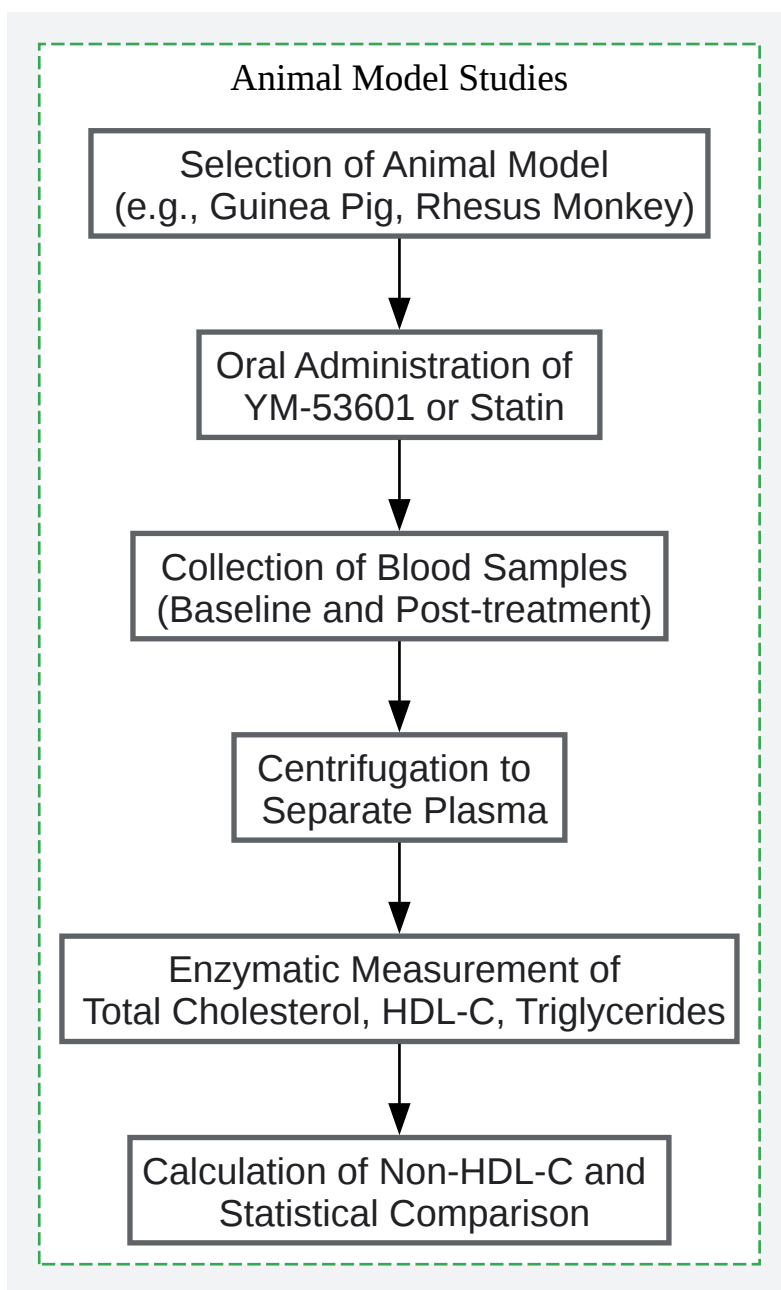 Animal Model Studies
Selection of Animal Model
(e.g., Guinea Pig, Rhesus Monkey)
Oral Administration of
YM-53601 or Statin
Collection of Blood Samples
(Baseline and Post-treatment)
Centrifugation to
Separate Plasma
Enzymatic Measurement of
Total Cholesterol, HDL-C, Triglycerides
Calculation of Non-HDL-C and
Statistical Comparison